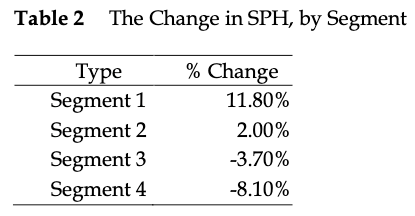 Table 2 The Change in SPH, by Segment
Type % Change
Segment 1 11.80%
Segment 2 2.00%
Segment 3 -3.70%
Segment 4 -8.10%